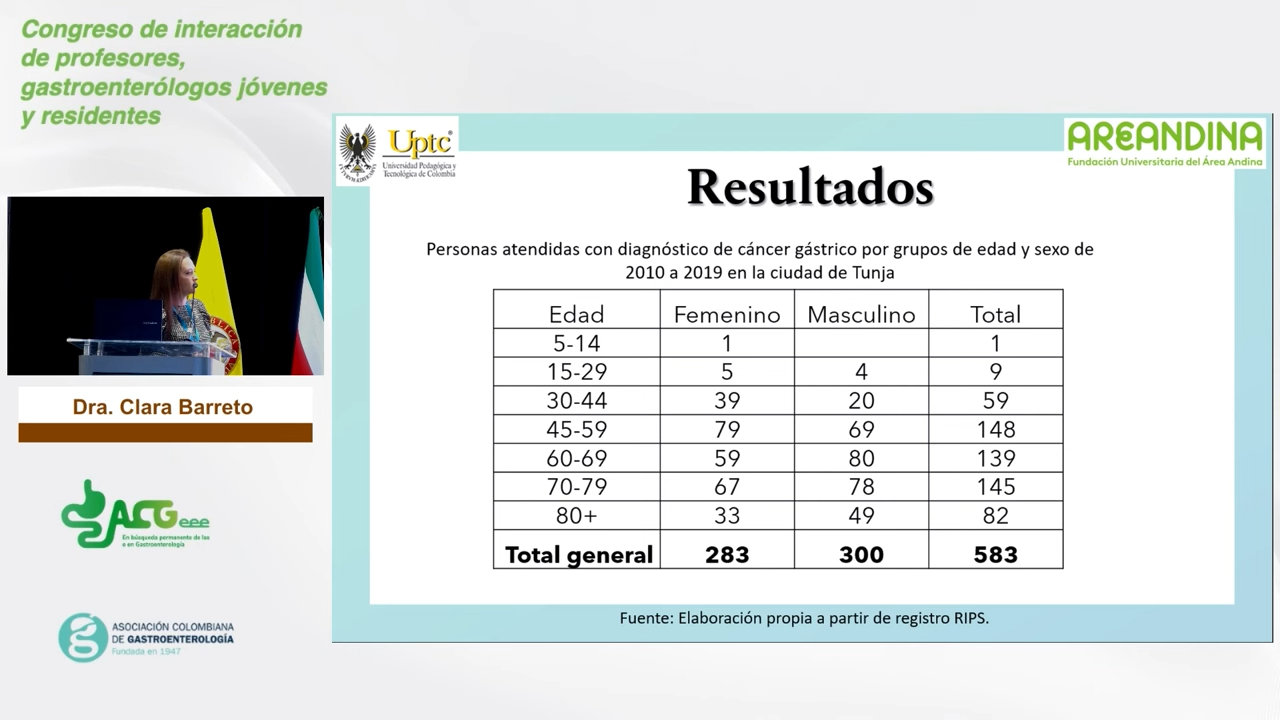 Congreso de interacción
de profesores,
gastroenterólogos jóvenes
y residentes
Uptc
Universidad Pedagógica y
Tecnológica de Colombia
AREANDINA
Fundación Universitaria del Área Andina
Resultados
Personas atendidas con diagnóstico de cáncer gástrico por grupos de edad y sexo de
2010 a 2019 en la ciudad de Tunja
Edad Femenino Masculino Total
5-14 1 1
15-29 5 4 9
30-44 39 20 59
45-59 79 69 148
60-69 59 80 139
70-79 67 78 145
80+ 33 49 82
Total general 283 300 583
Fuente: Elaboración propia a partir de registro RIPS.
Dra. Clara Barreto
ACGeee
En búsqueda permanente de las
e en Gastroenterología
ASOCIACIÓN COLOMBIANA
DE GASTROENTEROLOGÍA
Fundada en 1947